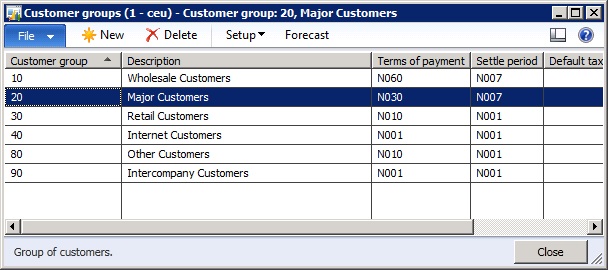 Customer groups (1 - ceu) - Customer group: 20, Major Customers
File New Delete Setup Forecast
Customer group Description Terms of payment Settle period Default tax
10 Wholesale Customers N060 N007
20 Major Customers N030 N007
30 Retail Customers N010 N001
40 Internet Customers N001 N001
80 Other Customers N010 N001
90 Intercompany Customers N001 N001
Group of customers. Close